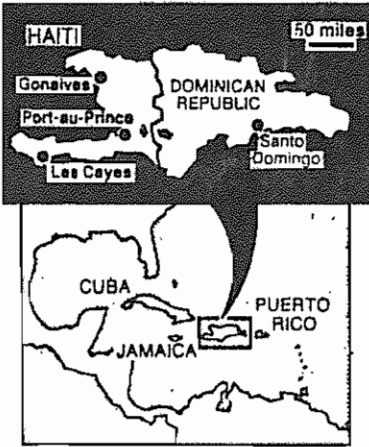 HAITI
50 miles
Gonaives
DOMINICAN
REPUBLIC
Port-au-Prince
Santo
Domingo
Les Cayes
CUBA
PUERTO
RICO
JAMAICA